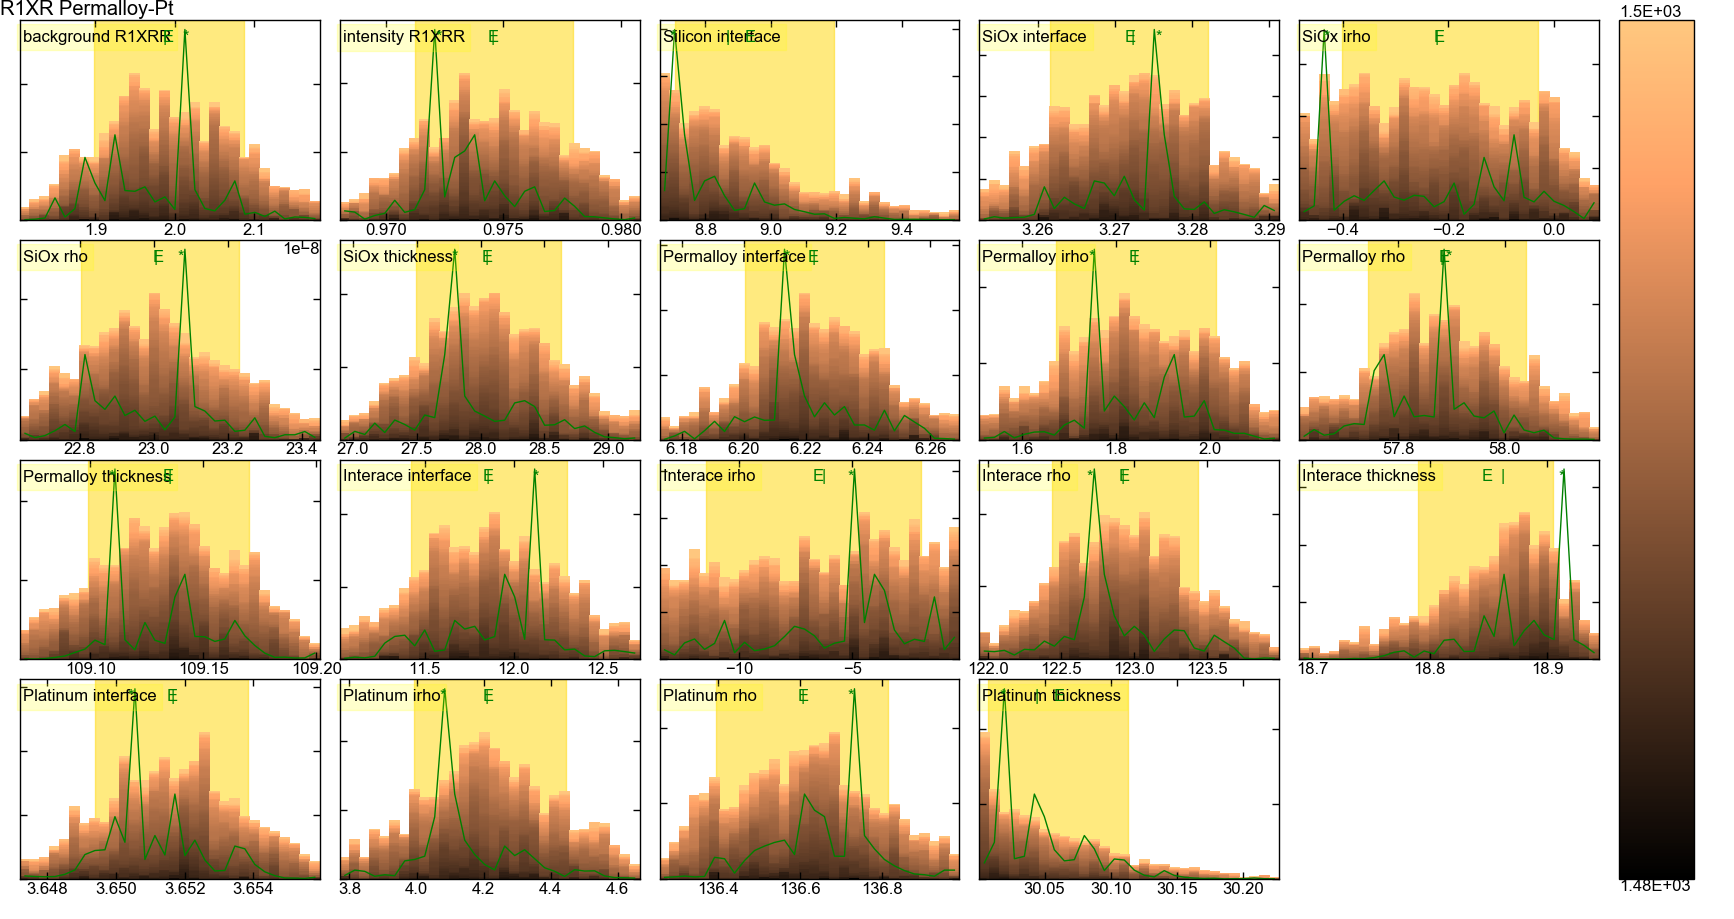 R1XR Permalloy-Pt
1.5E+03
background R1XRR
intensity R1XRR
Silicon interface
SiOx interface
SiOx irho
1.9 2.0 2.1
0.970 0.975 0.980
8.8 9.0 9.2 9.4
3.26 3.27 3.28 3.29
−0.4 −0.2 0.0
SiOx rho
1e−8
SiOx thickness
Permalloy interface
Permalloy irho
Permalloy rho
22.8 23.0 23.2 23.4
27.0 27.5 28.0 28.5 29.0
6.18 6.20 6.22 6.24 6.26
1.6 1.8 2.0
57.8 58.0
Permalloy thickness
Interace interface
Interace irho
Interace rho
Interace thickness
109.10 109.15 109.20
11.5 12.0 12.5
−10 −5
122.0 122.5 123.0 123.5
18.7 18.8 18.9
Platinum interface
Platinum irho
Platinum rho
Platinum thickness
3.648 3.650 3.652 3.654
3.8 4.0 4.2 4.4 4.6
136.4 136.6 136.8
30.05 30.10 30.15 30.20
1.48E+03